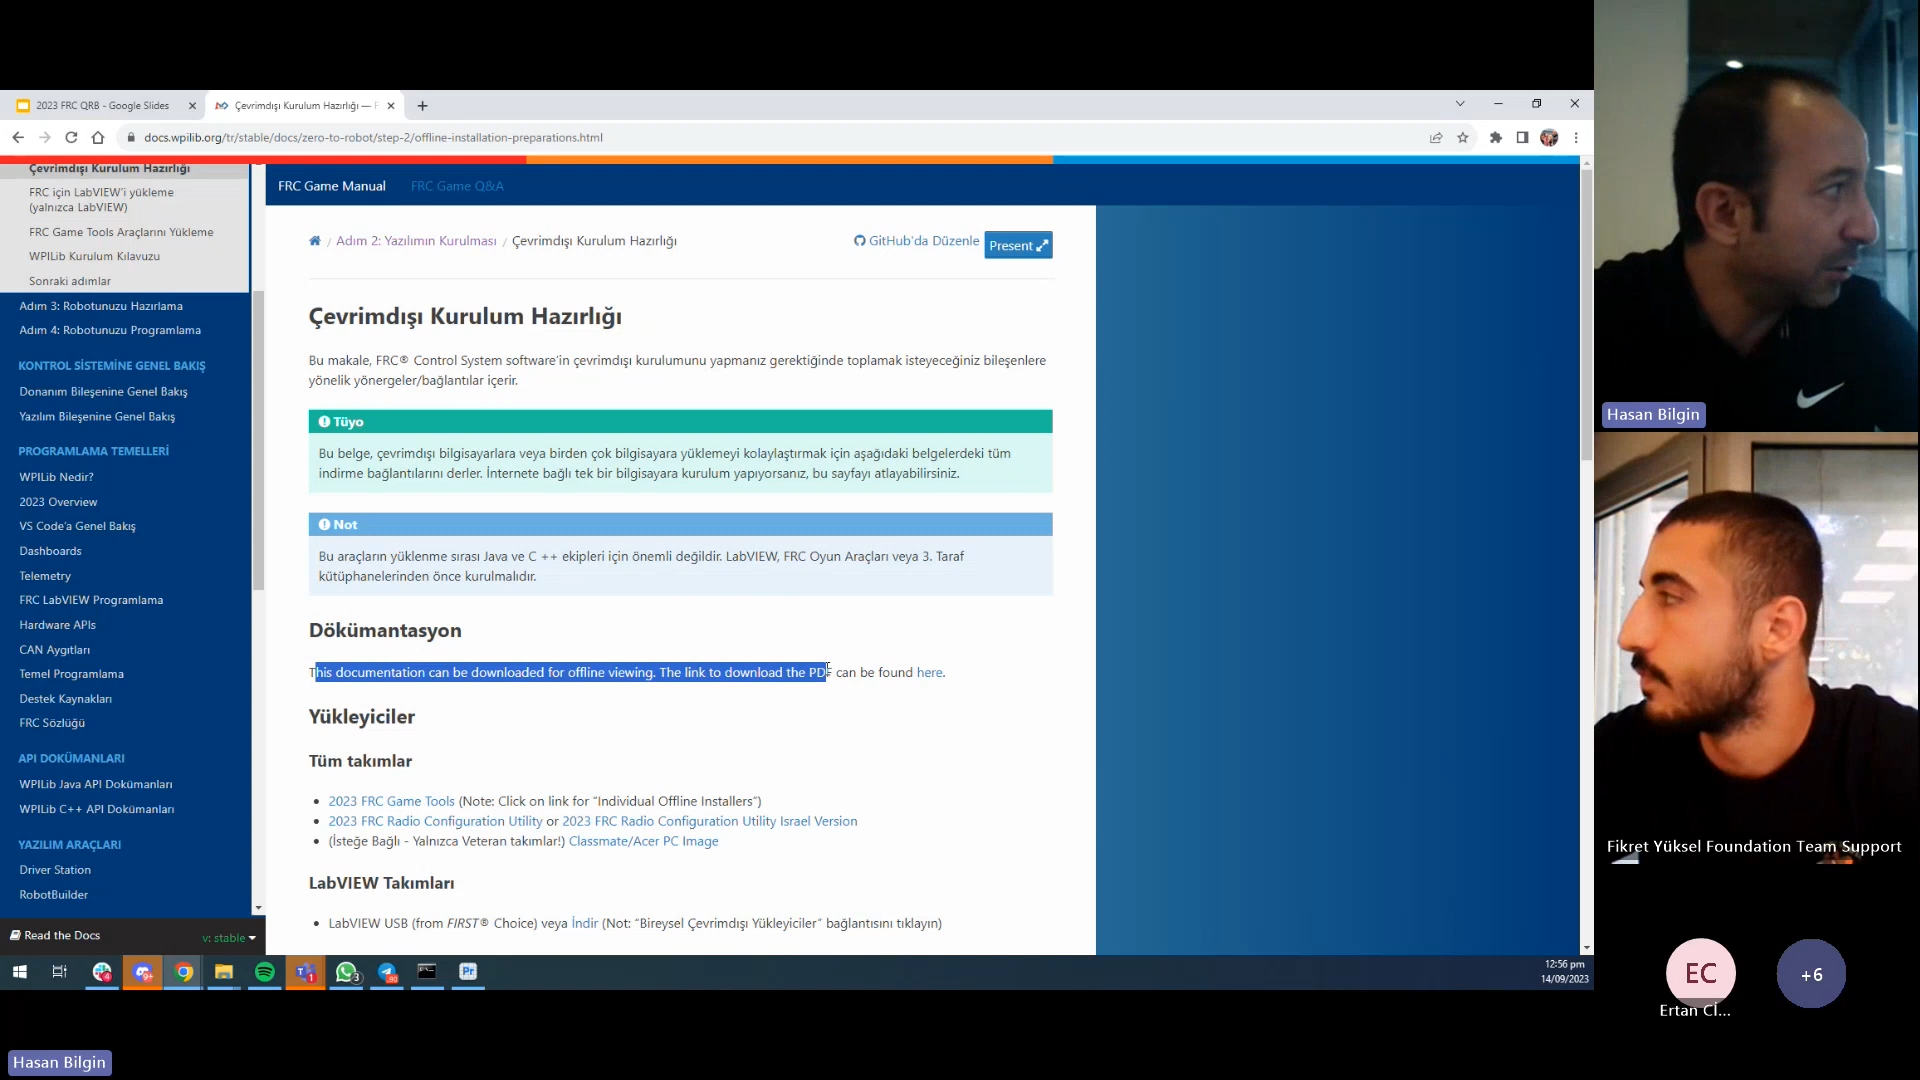 2023 FRC QRB - Google Slides
Çevrimdışı Kurulum Hazırlığı — F
docs.wpilib.org/tr/stable/docs/zero-to-robot/step-2/offline-installation-preparations.html
Çevrimdışı Kurulum Hazırlığı
FRC için LabVIEW'i yükleme
(yalnızca LabVIEW)
FRC Game Tools Araçlarını Yükleme
WPILib Kurulum Kılavuzu
Sonraki adımlar
Adım 3: Robotunuzu Hazırlama
Adım 4: Robotunuzu Programlama
KONTROL SİSTEMİNE GENEL BAKIŞ
Donanım Bileşenine Genel Bakış
Yazılım Bileşenine Genel Bakış
PROGRAMLAMA TEMELLERİ
WPILib Nedir?
2023 Overview
VS Code'a Genel Bakış
Dashboards
Telemetry
FRC LabVIEW Programlama
Hardware APIs
CAN Aygıtları
Temel Programlama
Destek Kaynakları
FRC Sözlüğü
API DOKÜMANLARI
WPILib Java API Dokümanları
WPILib C++ API Dokümanları
YAZILIM ARAÇLARI
Driver Station
RobotBuilder
Read the Docs
v: stable
FRC Game Manual
FRC Game Q&A
/ Adım 2: Yazılımın Kurulması / Çevrimdışı Kurulum Hazırlığı
GitHub'da Düzenle
Present
Çevrimdışı Kurulum Hazırlığı
Bu makale, FRC® Control System software'in çevrimdışı kurulumunu yapmanız gerektiğinde toplamak isteyeceğiniz bileşenlere
yönelik yönergeler/bağlantılar içerir.
Tüyo
Bu belge, çevrimdışı bilgisayarlara veya birden çok bilgisayara yüklemeyi kolaylaştırmak için aşağıdaki belgelerdeki tüm
indirme bağlantılarını derler. İnternete bağlı tek bir bilgisayara kurulum yapıyorsanız, bu sayfayı atlayabilirsiniz.
Not
Bu araçların yüklenme sırası Java ve C ++ ekipleri için önemli değildir. LabVIEW, FRC Oyun Araçları veya 3. Taraf
kütüphanelerinden önce kurulmalıdır.
Dökümantasyon
This documentation can be downloaded for offline viewing. The link to download the PDF can be found here.
Yükleyiciler
Tüm takımlar
2023 FRC Game Tools (Note: Click on link for "Individual Offline Installers")
2023 FRC Radio Configuration Utility or 2023 FRC Radio Configuration Utility Israel Version
(İsteğe Bağlı - Yalnızca Veteran takımlar!) Classmate/Acer PC Image
LabVIEW Takımları
LabVIEW USB (from FIRST® Choice) veya İndir (Not: "Bireysel Çevrimdışı Yükleyiciler" bağlantısını tıklayın)
12:56 pm
14/09/2023
Hasan Bilgin
Fikret Yüksel Foundation Team Support
EC
+6
Ertan Cİ...
Hasan Bilgin